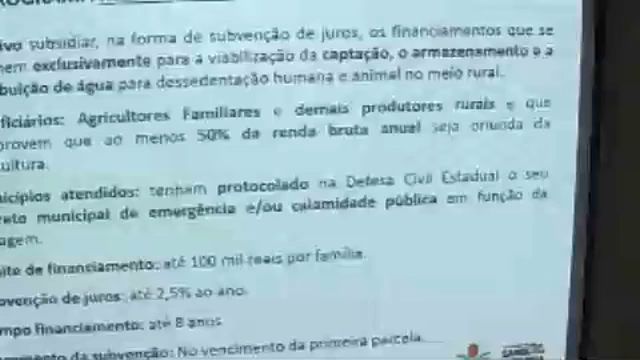 ivo subsidiar, na forma de subvenção de juros, os financiamentos que se
nem exclusivamente para a viabilização da captação, o armazenamento e a
buição de água para dessedentação humana e animal no meio rural.
ficiários: Agricultores Familiares e demais produtores rurais e que
provem que ao menos 50% da renda bruta anual seja oriunda da
ultura.
nicípios atendidos: tenham protocolado na Defesa Civil Estadual o seu
reto municipal de emergência e/ou calamidade pública em função da
agem.
ite de financiamento: até 100 mil reais por família.
bvenção de juros: até 2,5% ao ano.
mpo financiamento: até 8 anos
mento da subvenção: No vencimento da primeira parcela.